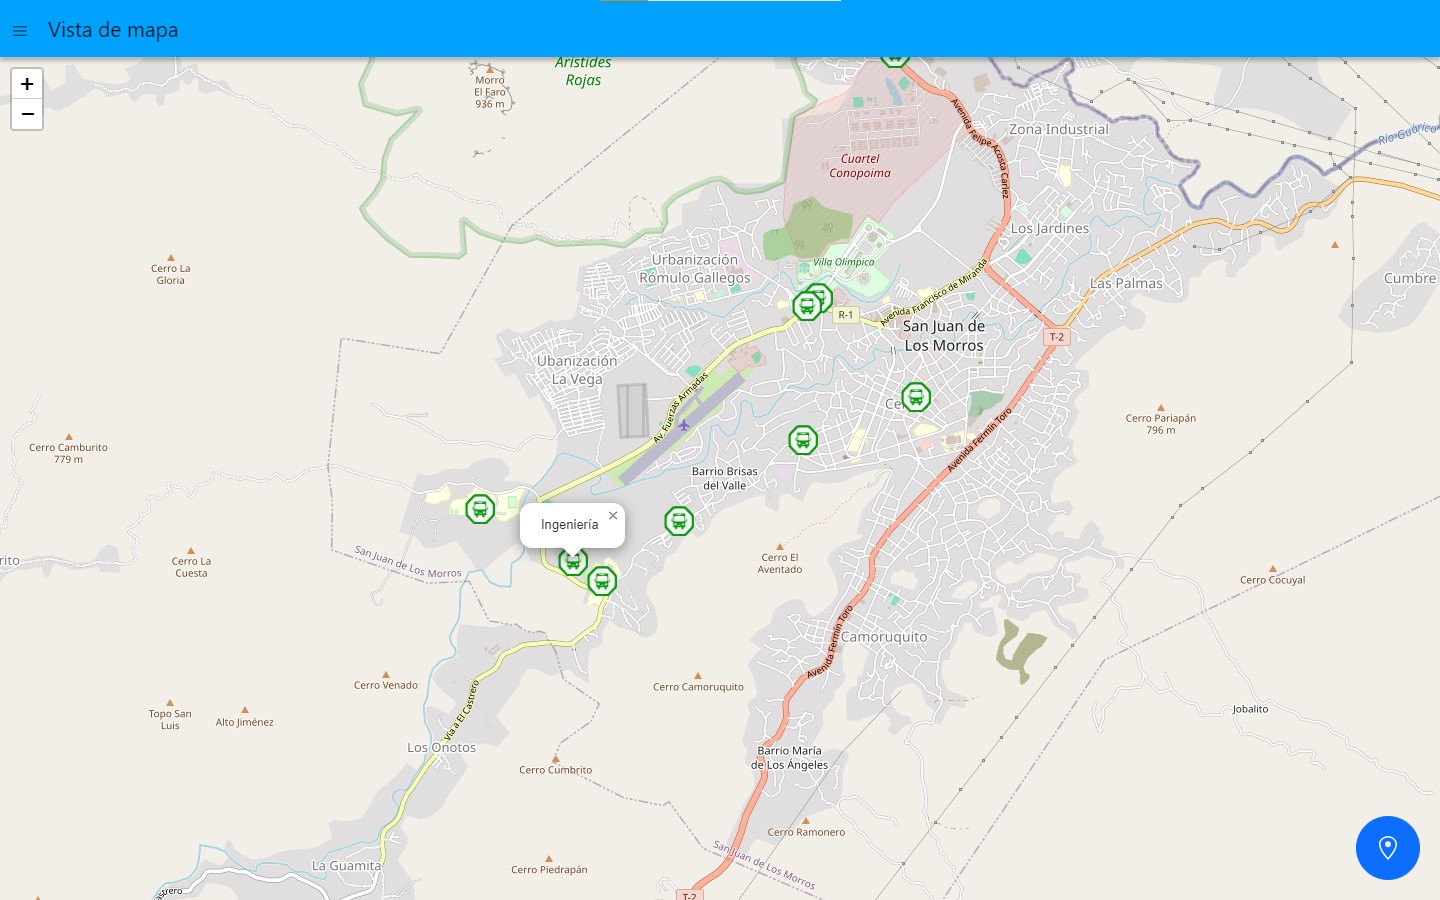 Vista de mapa
+
−
Arístides
Rojas
Morro
El Faro
936 m
Avenida Felipe Acosta Carlez
Zona Industrial
Río Guárico
Cuartel
Conopoima
Los Jardines
Villa Olímpica
Urbanización
Rómulo Gallegos
Cerro La
Gloria
Cumbre
Las Palmas
Avenida Francisco de Miranda
R-1
San Juan de
Los Morros
T-2
Ubanización
La Vega
Av. Fuerzas Armadas
Ce
Cerro Pariapán
796 m
Cerro Camburito
779 m
Avenida Fermín Toro
Barrio Brisas
del Valle
Ingeniería
×
San Juan de Los Morros
rito
Cerro La
Cuesta
Cerro El
Aventado
Cerro Cocuyal
Avenida Fermín Toro
Camoruquito
Cerro Venado
Cerro Camoruquito
Topo San
Luis
Alto Jiménez
Vía a El Castrero
Jobalito
Los Onotos
Barrio María
de Los Ángeles
Cerro Cumbrito
Cerro Ramonero
La Guamita
Cerro Piedrapán
San Juan de Los Morros
astrero
T-2